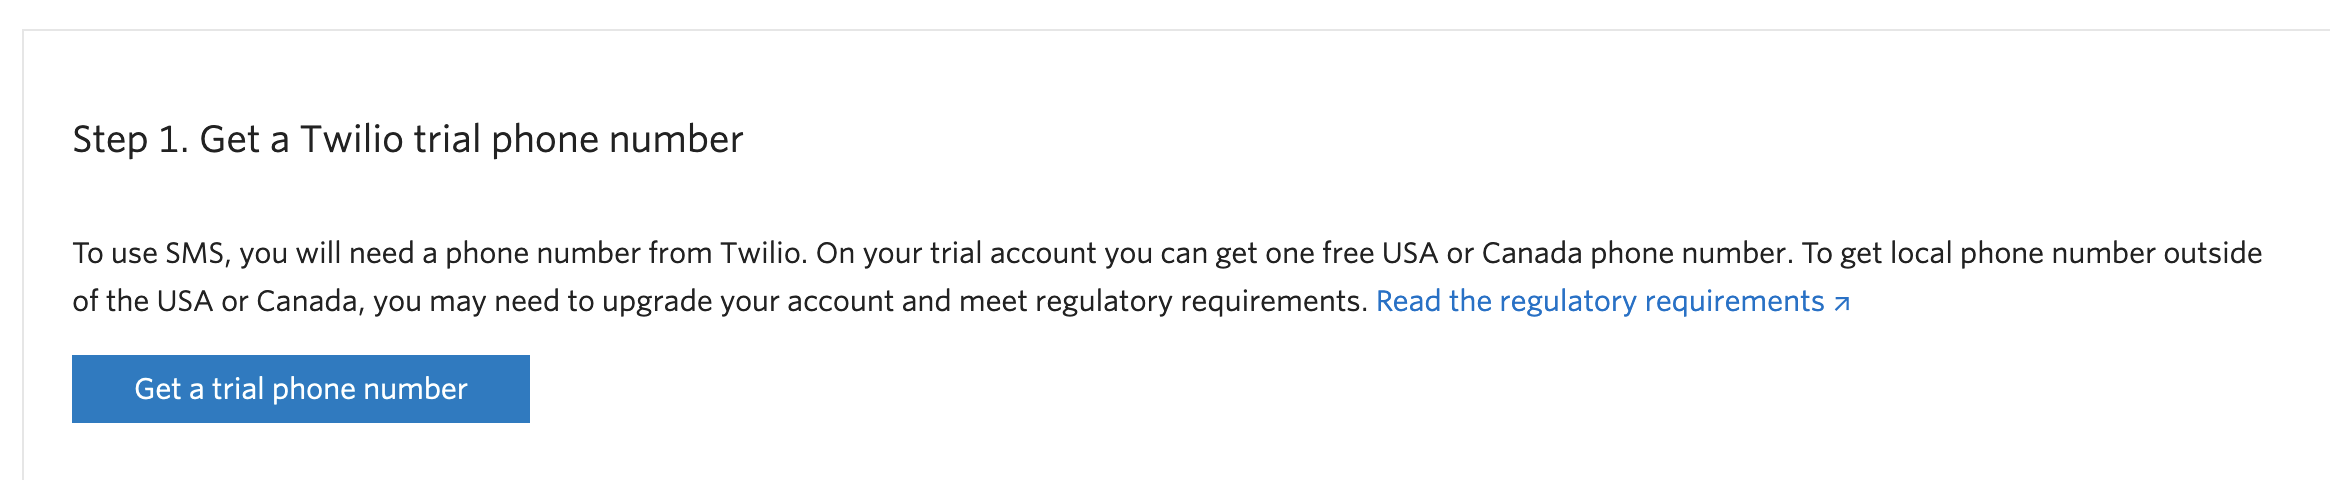 Step 1. Get a Twilio trial phone number
To use SMS, you will need a phone number from Twilio. On your trial account you can get one free USA or Canada phone number. To get local phone number outside
of the USA or Canada, you may need to upgrade your account and meet regulatory requirements. Read the regulatory requirements ↗
Get a trial phone number